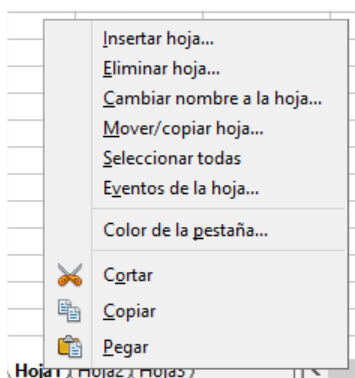 Insertar hoja...
Eliminar hoja...
Cambiar nombre a la hoja...
Mover/copiar hoja...
Seleccionar todas
Eventos de la hoja...
Color de la pestaña...
Cortar
Copiar
Pegar
Hoja1 Hoja2 Hoja3